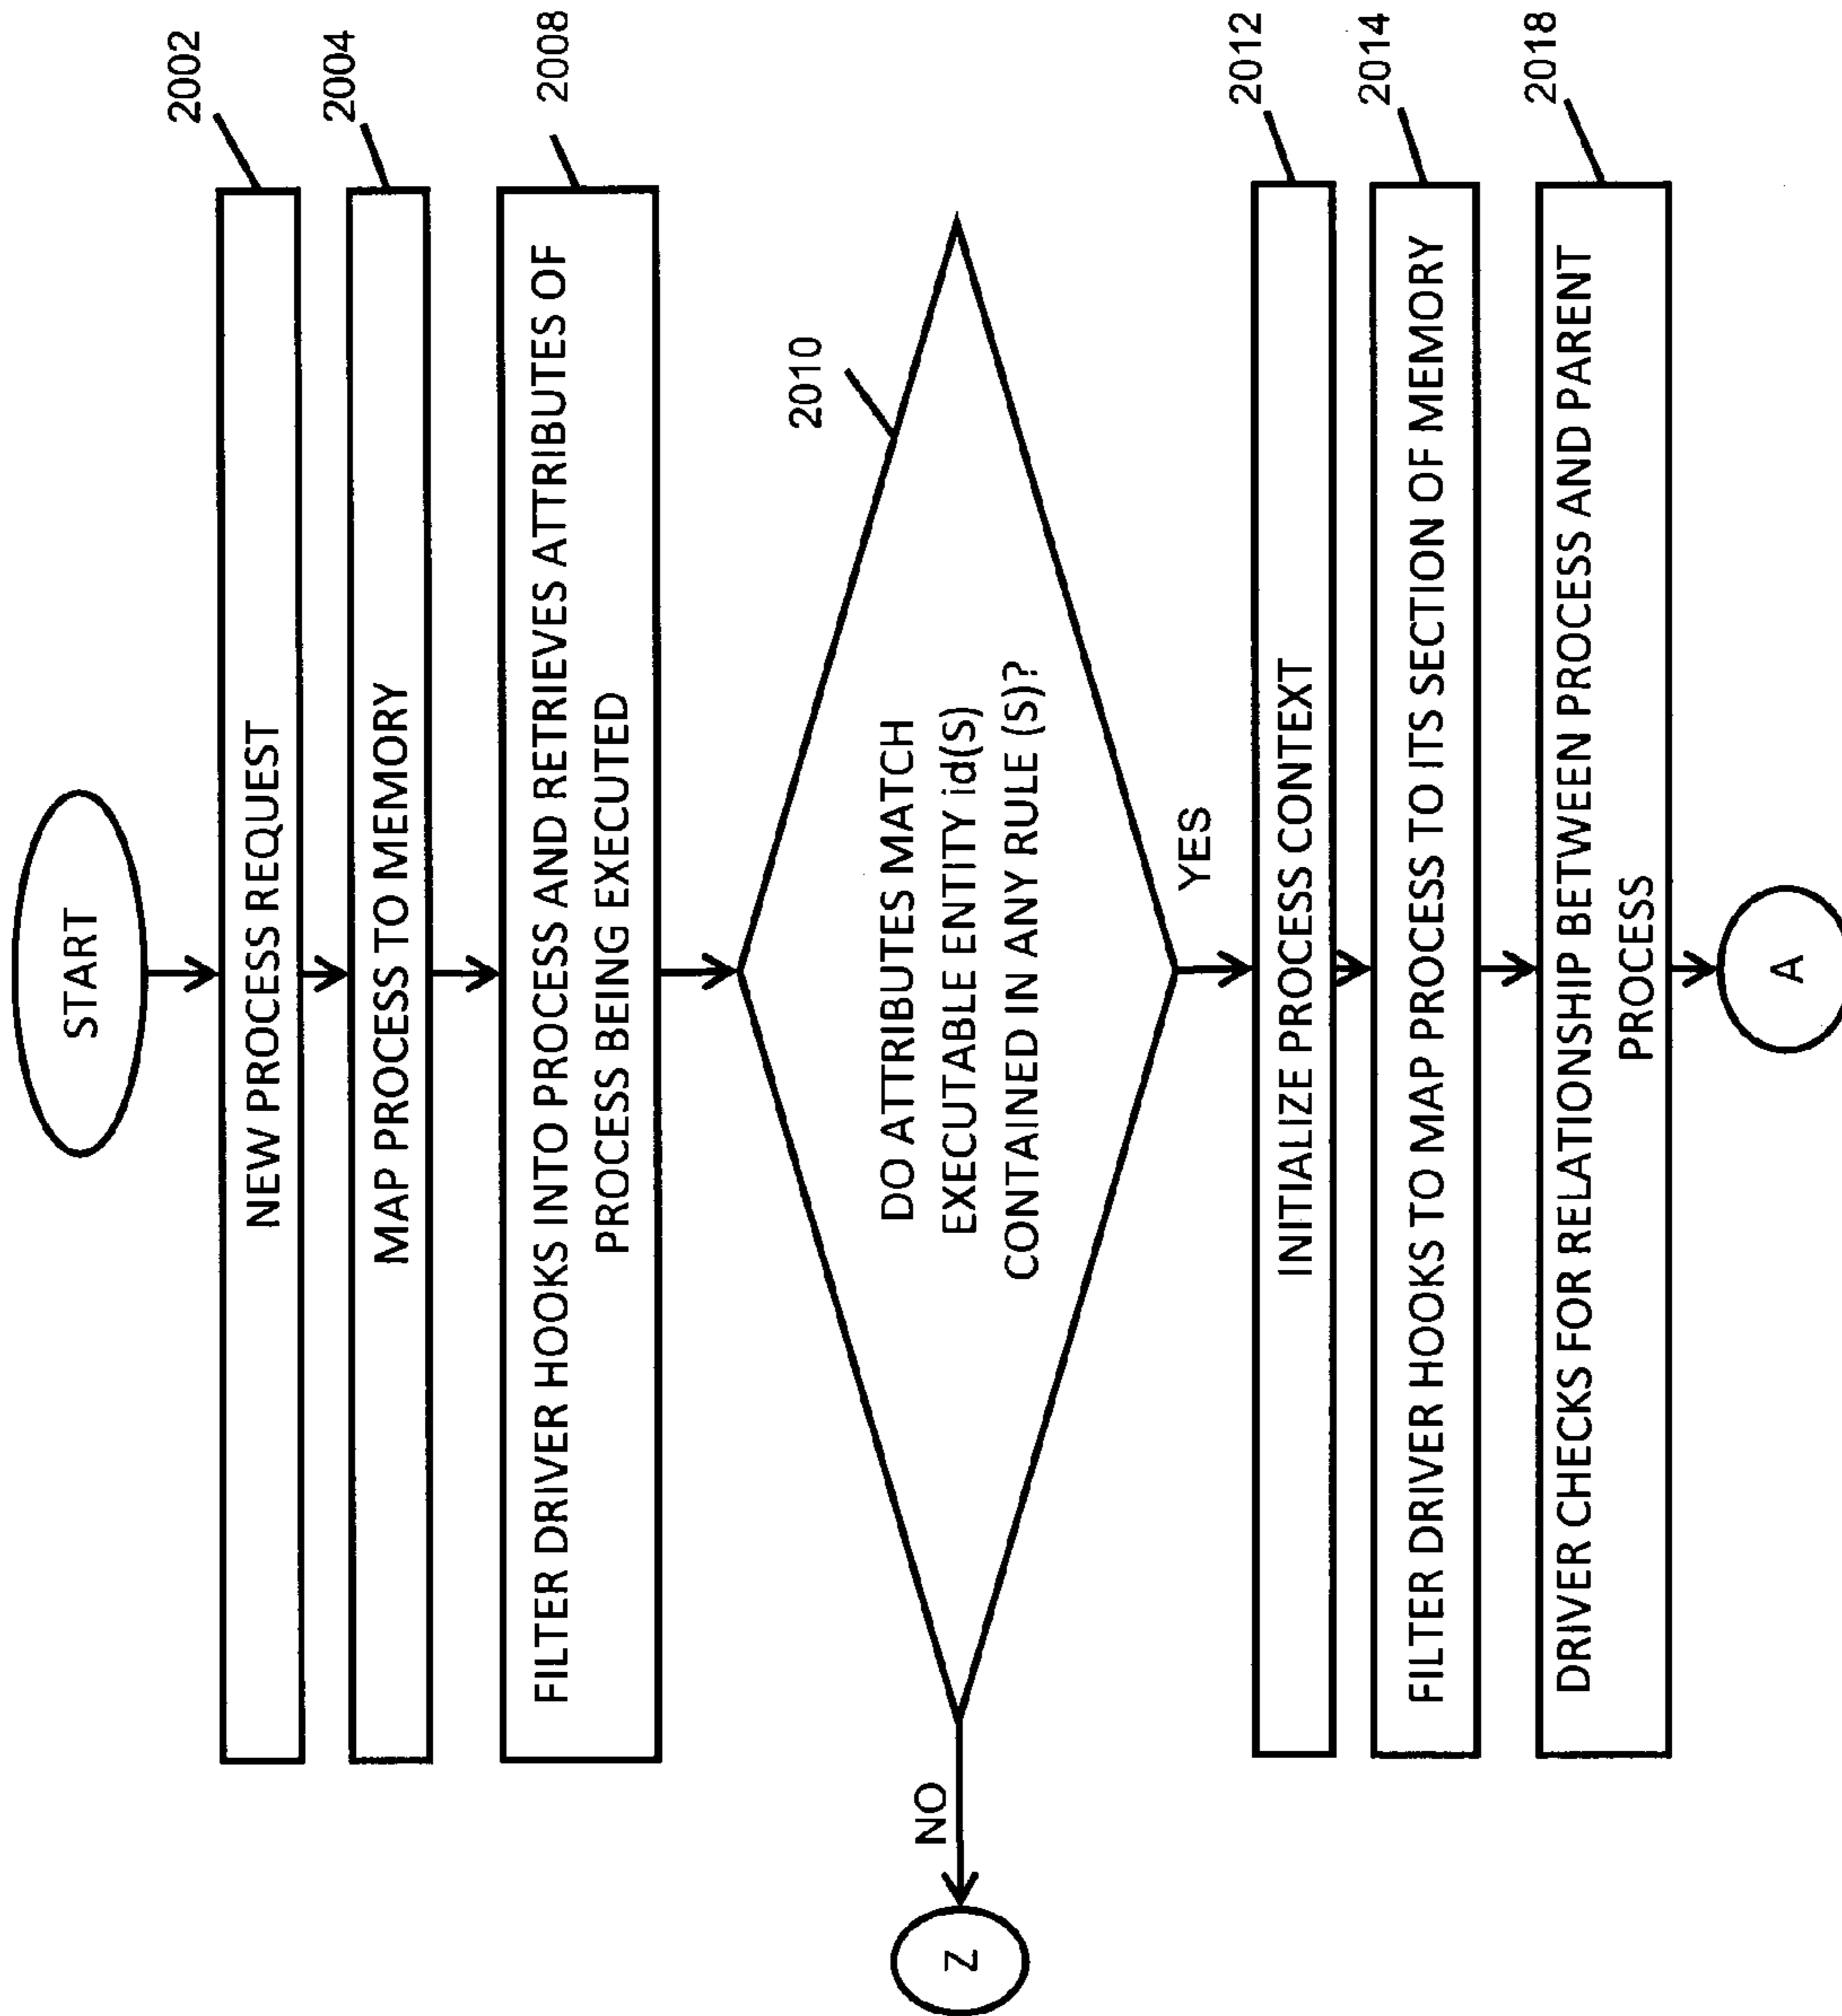 START
NEW PROCESS REQUEST
2002
MAP PROCESS TO MEMORY
2004
FILTER DRIVER HOOKS INTO PROCESS AND RETRIEVES ATTRIBUTES OF
PROCESS BEING EXECUTED
2008
DO ATTRIBUTES MATCH
EXECUTABLE ENTITY id(S)
CONTAINED IN ANY RULE (S)?
2010
NO
Z
YES
INITIALIZE PROCESS CONTEXT
2012
FILTER DRIVER HOOKS TO MAP PROCESS TO ITS SECTION OF MEMORY
2014
DRIVER CHECKS FOR RELATIONSHIP BETWEEN PROCESS AND PARENT
PROCESS
2018
A